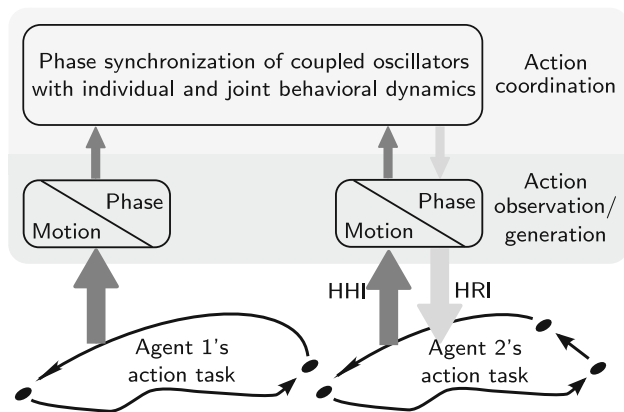 Phase synchronization of coupled oscillators
with individual and joint behavioral dynamics
Action
coordination
Phase
Motion
Phase
Motion
Action
observation/
generation
HHI
HRI
Agent 1's
action task
Agent 2's
action task